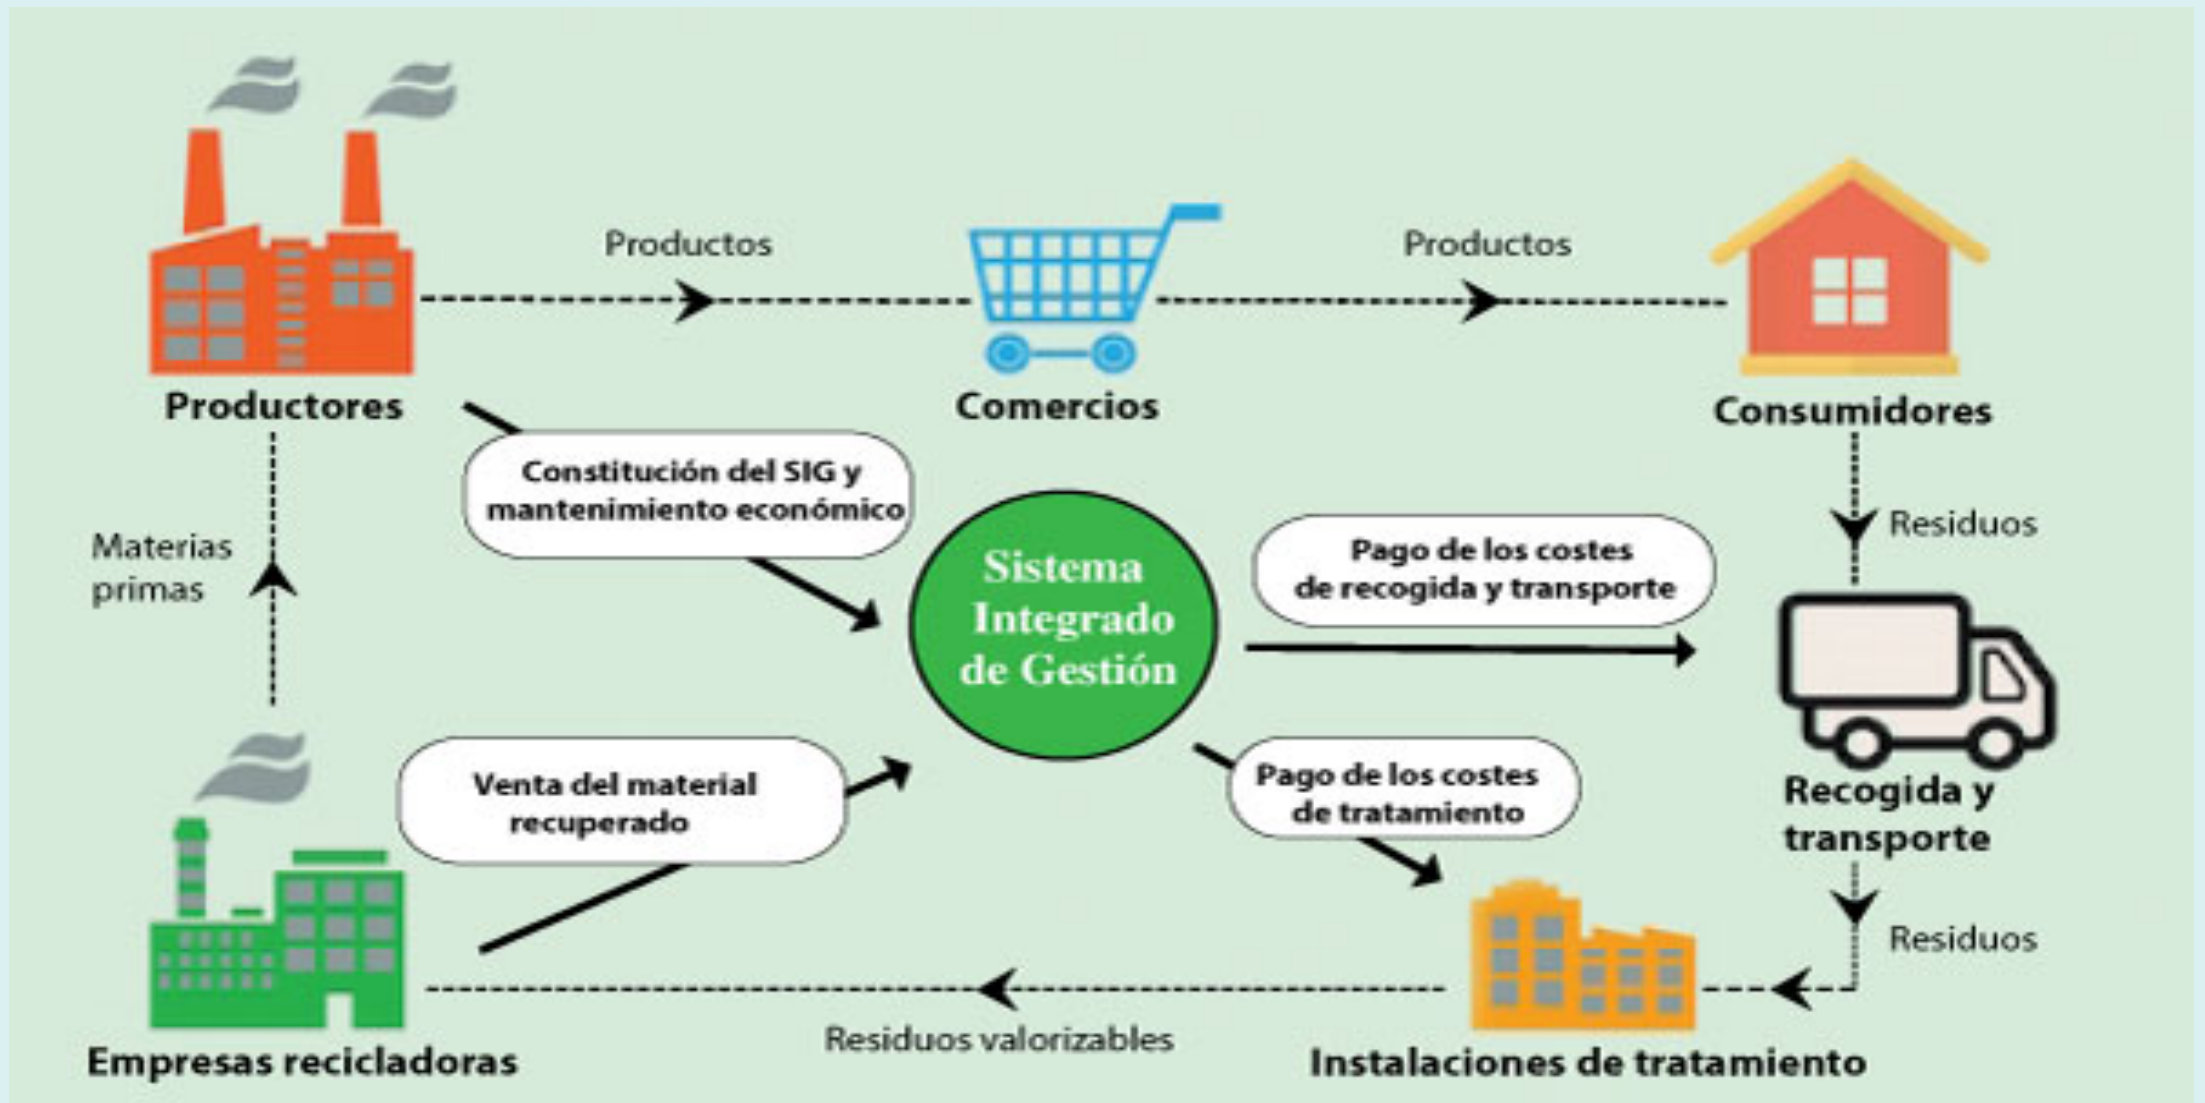 Productos
Productos
Productores
Comercios
Consumidores
Constitución del SIG y
mantenimiento económico
Materias
primas
Sistema
Integrado
de Gestión
Pago de los costes
de recogida y transporte
Residuos
Venta del material
recuperado
Pago de los costes
de tratamiento
Recogida y
transporte
Residuos
Residuos valorizables
Empresas recicladoras
Instalaciones de tratamiento